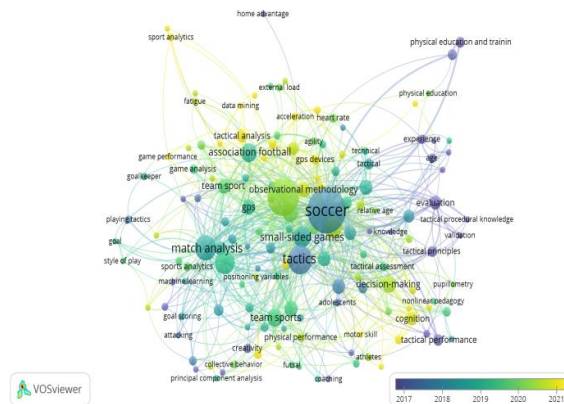 home advantage
sport analytics
physical education and trainin
external load
fatigue
physical education
data mining
acceleration
heart rate
tactical analysis
agility
experience
game performance
association football
technical
gps devices
tactical
age
game analysis
goalkeeper
team sport
observational methodology
evaluation
gps
soccer
relative age
tactical procedural knowledge
playing tactics
knowledge
validation
goal
small-sided games
match analysis
tactical principles
style of play
tactics
sports analytics
tactical assessment
positioning variables
machine learning
decision-making
pupillometry
adolescents
nonlinear pedagogy
goal scoring
team sports
cognition
attacking
physical performance
motor skill
tactical performance
creativity
athletes
collective behavior
futsal
principal component analysis
coaching
VOSviewer
2017 2018 2019 2020 2021